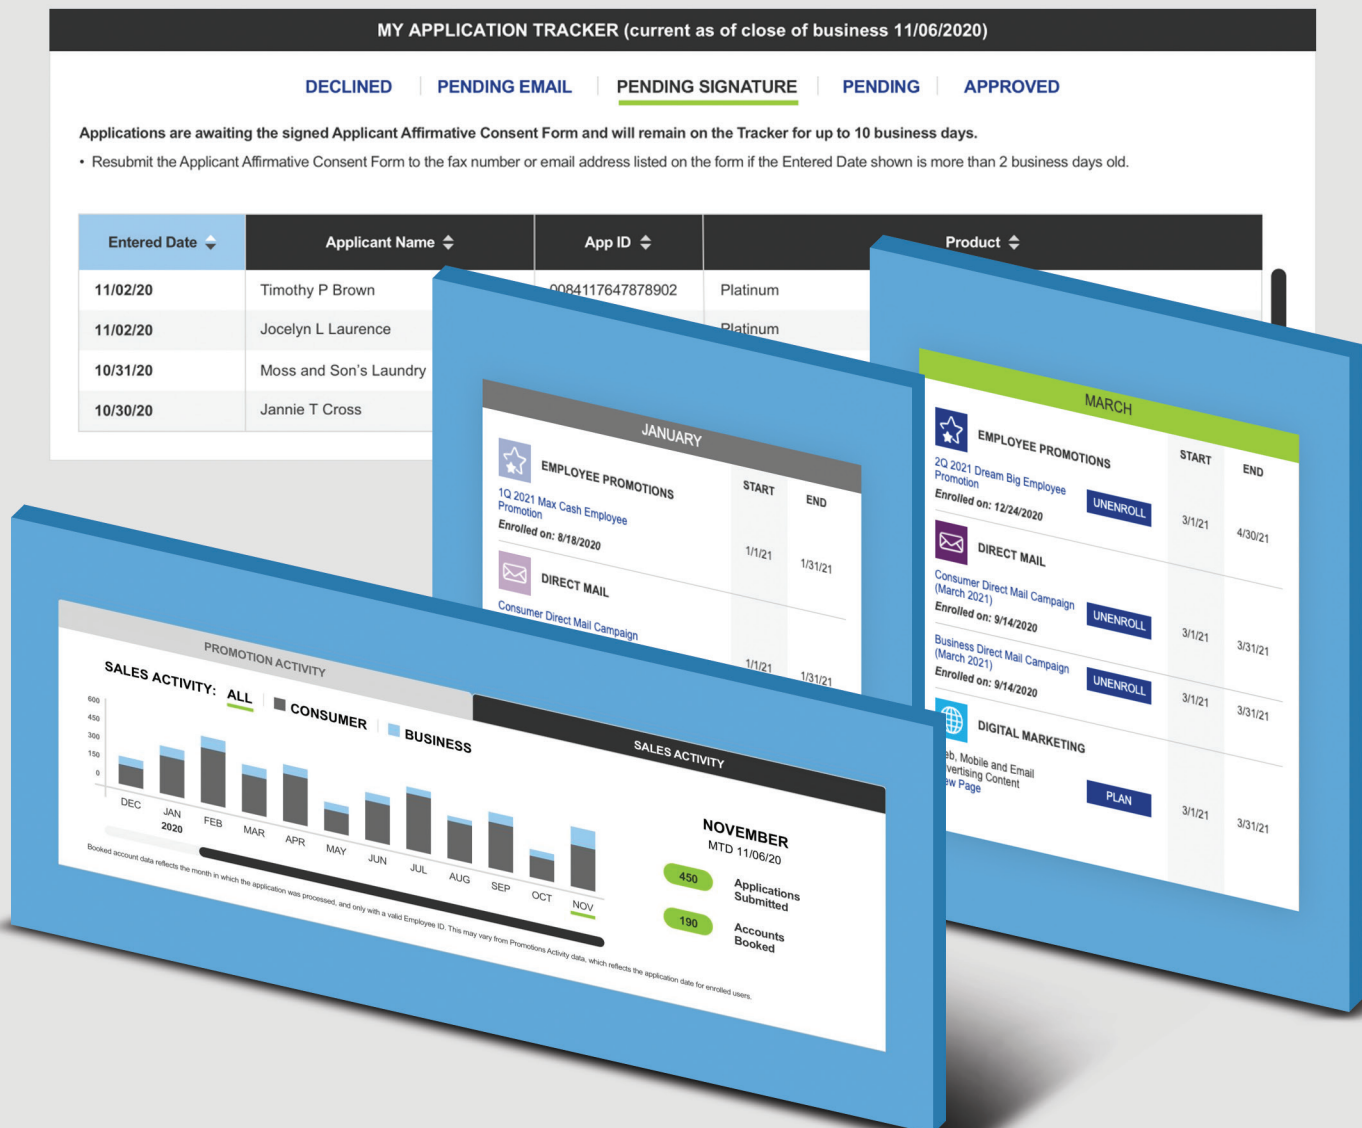 MY APPLICATION TRACKER (current as of close of business 11/06/2020)
DECLINED PENDING EMAIL PENDING SIGNATURE PENDING APPROVED
Applications are awaiting the signed Applicant Affirmative Consent Form and will remain on the Tracker for up to 10 business days.
• Resubmit the Applicant Affirmative Consent Form to the fax number or email address listed on the form if the Entered Date shown is more than 2 business days old.
Entered Date Applicant Name App ID Product
11/02/20 Timothy P Brown 0084117647878902 Platinum
11/02/20 Jocelyn L Laurence Platinum
10/31/20 Moss and Son's Laundry
10/30/20 Jannie T Cross
JANUARY
EMPLOYEE PROMOTIONS START END
1Q 2021 Max Cash Employee
Promotion
Enrolled on: 8/18/2020 1/1/21 1/31/21
DIRECT MAIL
Consumer Direct Mail Campaign
1/1/21 1/31/21
MARCH
EMPLOYEE PROMOTIONS START END
2Q 2021 Dream Big Employee
Promotion UNENROLL
Enrolled on: 12/24/2020 3/1/21 4/30/21
DIRECT MAIL
Consumer Direct Mail Campaign
(March 2021) UNENROLL
Enrolled on: 9/14/2020 3/1/21 3/31/21
Business Direct Mail Campaign
(March 2021) UNENROLL
Enrolled on: 9/14/2020 3/1/21 3/31/21
DIGITAL MARKETING
eb, Mobile and Email
vertising Content
ew Page PLAN 3/1/21 3/31/21
PROMOTION ACTIVITY SALES ACTIVITY
SALES ACTIVITY: ALL CONSUMER BUSINESS
600
450
300
150
0
DEC JAN FEB MAR APR MAY JUN JUL AUG SEP OCT NOV
2020
NOVEMBER
MTD 11/06/20
450 Applications
Submitted
190 Accounts
Booked
Booked account data reflects the month in which the application was processed, and only with a valid Employee ID. This may vary from Promotions Activity data, which reflects the application date for enrolled users.